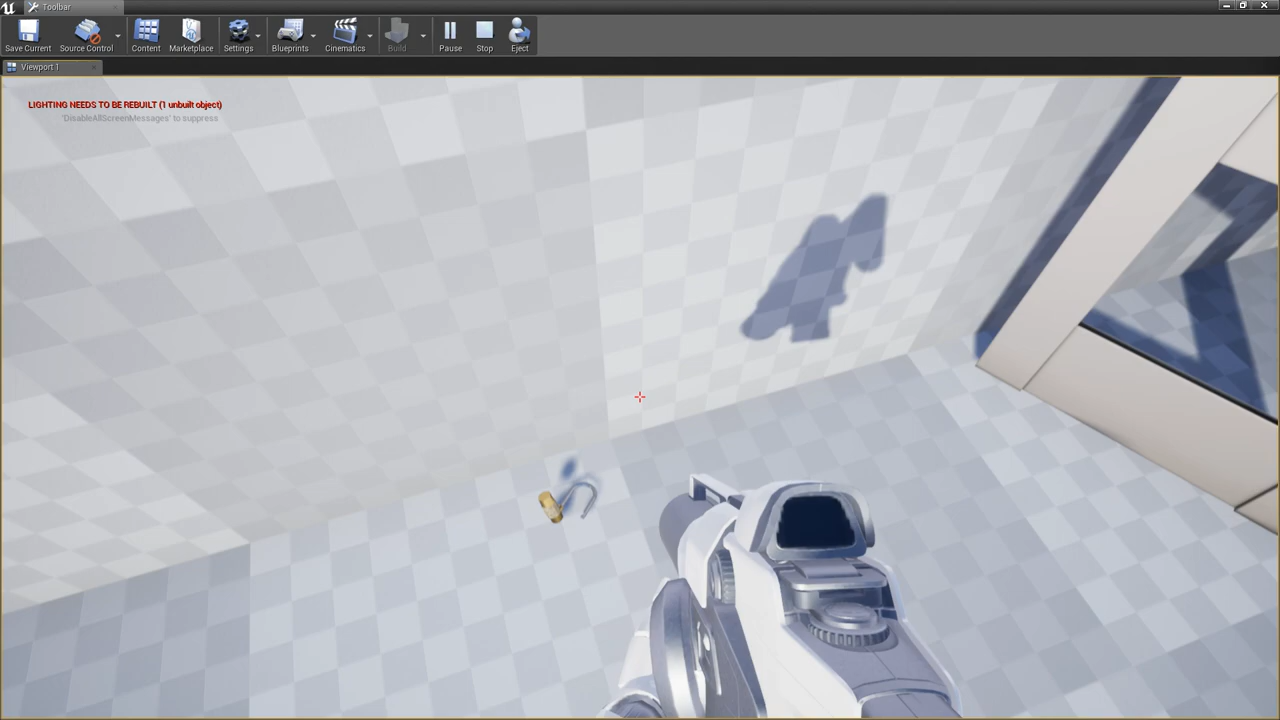 Toolbar
Save Current
Source Control
Content
Marketplace
Settings
Blueprints
Cinematics
Build
Pause
Stop
Eject
Viewport 1
LIGHTING NEEDS TO BE REBUILT (1 unbuilt object)
'DisableAllScreenMessages' to suppress